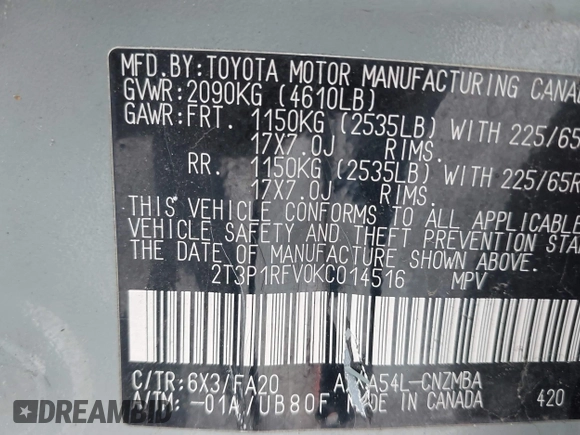 MFD.BY:TOYOTA MOTOR MANUFACTURING CANA
GVWR:2090KG (4610LB)
GAWR:FRT. 1150KG (2535LB) WITH 225/65
17X7.0J RIMS.
RR. 1150KG (2535LB) WITH 225/65R
17X7.0J RIMS.
THIS VEHICLE CONFORMS TO ALL APPLICABLE
VEHICLE SAFETY AND THEFT PREVENTION STAN
THE DATE OF MANUFACTURE SHOWN ABOVE.
2T3P1RFV0KC014516 MPV
C/TR:6X3/FA20 A54L-CNZMBA
A/TM: -01A/UB80F MADE IN CANADA 420
DREAMBID